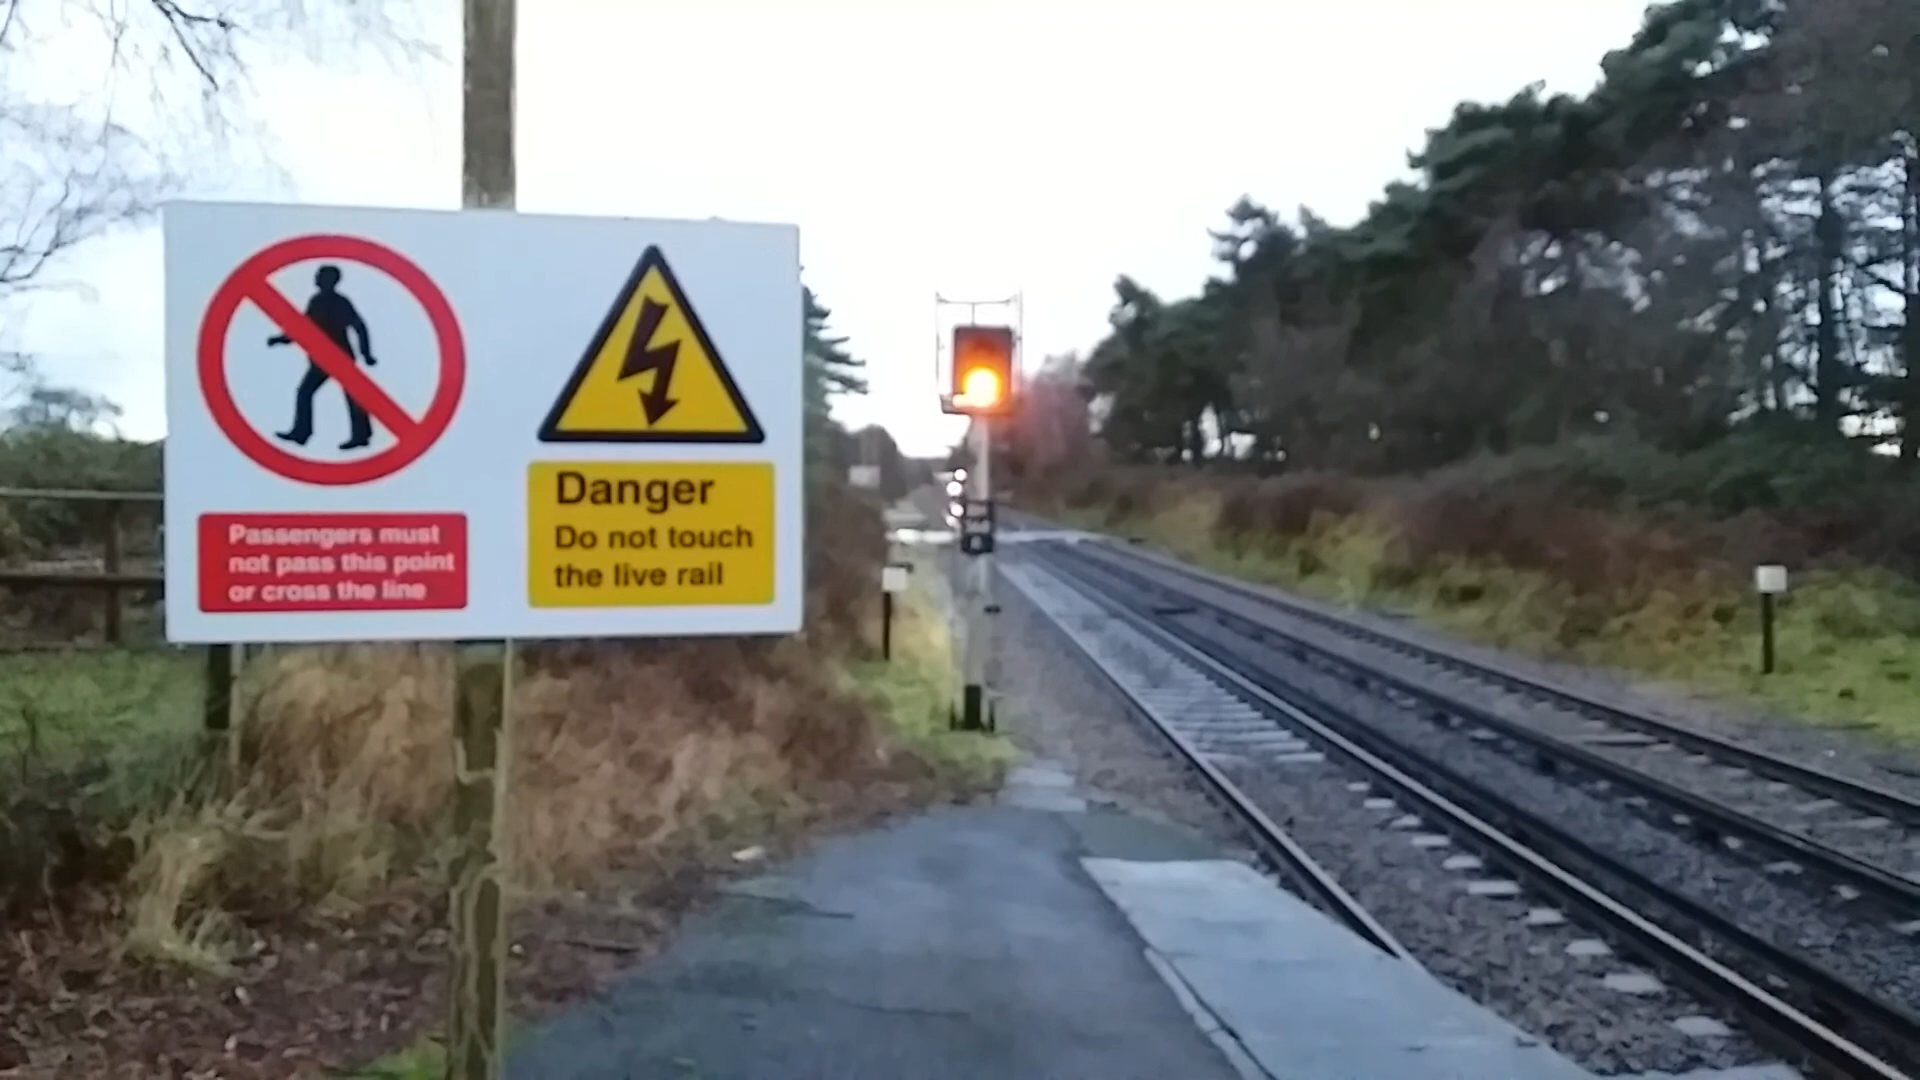 Passengers must
not pass this point
or cross the line
Danger
Do not touch
the live rail